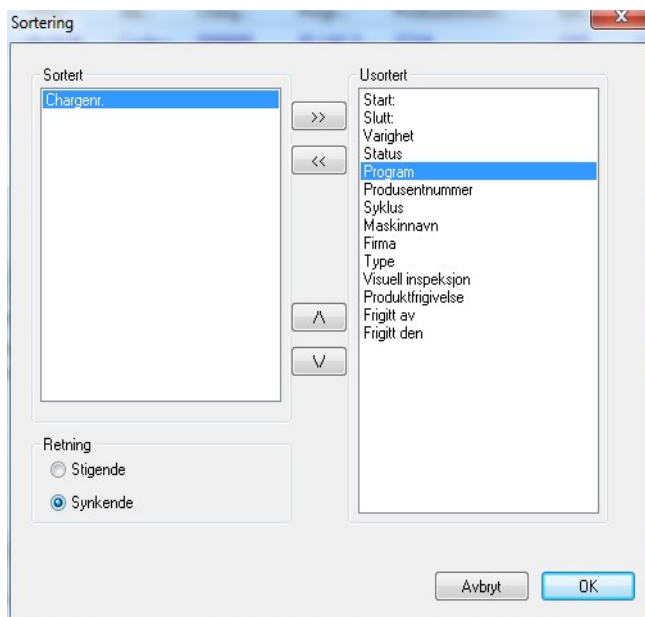 Sortering
Sortert
Chargenr.
>>
<<
/\
\/
Usortert
Start:
Slutt:
Varighet
Status
Program
Produsentnummer
Syklus
Maskinnavn
Firma
Type
Visuell inspeksjon
Produktfrigivelse
Frigitt av
Frigitt den
Retning
Stigende
Synkende
Avbryt
OK